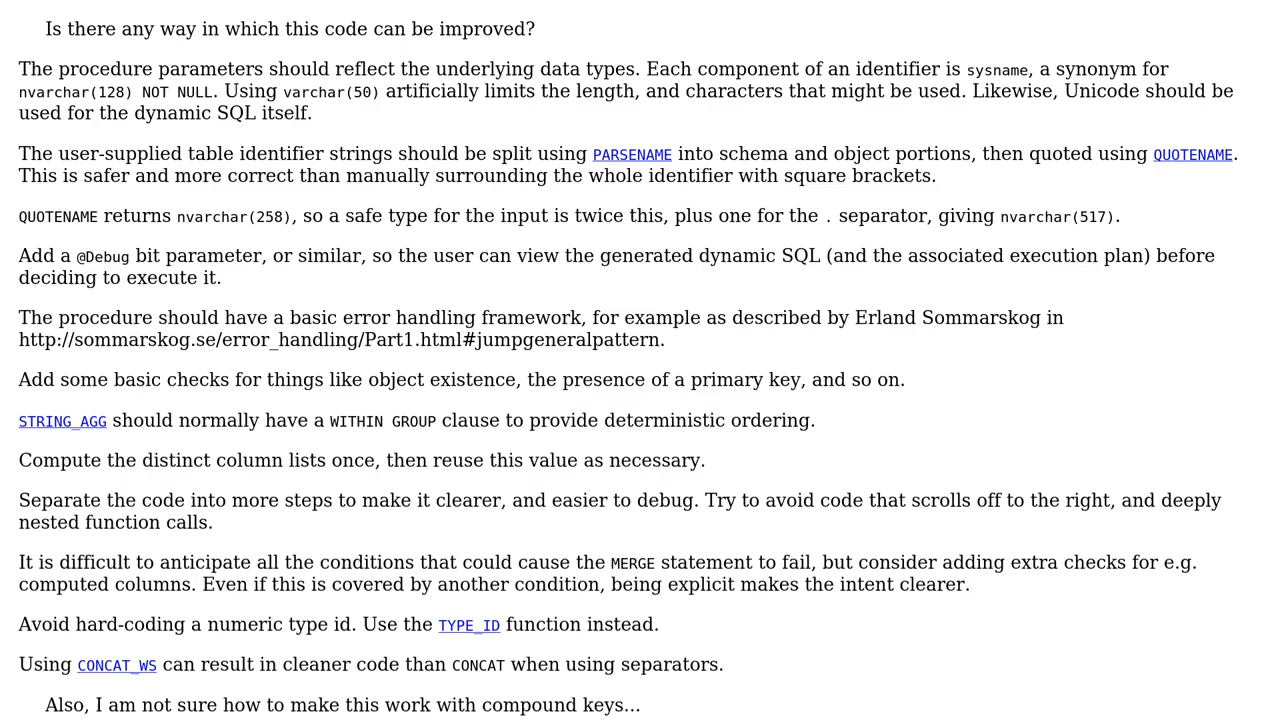 Is there any way in which this code can be improved?
The procedure parameters should reflect the underlying data types. Each component of an identifier is sysname, a synonym for
nvarchar(128) NOT NULL. Using varchar(50) artificially limits the length, and characters that might be used. Likewise, Unicode should be
used for the dynamic SQL itself.
The user-supplied table identifier strings should be split using PARSENAME into schema and object portions, then quoted using QUOTENAME.
This is safer and more correct than manually surrounding the whole identifier with square brackets.
QUOTENAME returns nvarchar(258), so a safe type for the input is twice this, plus one for the . separator, giving nvarchar(517).
Add a @Debug bit parameter, or similar, so the user can view the generated dynamic SQL (and the associated execution plan) before
deciding to execute it.
The procedure should have a basic error handling framework, for example as described by Erland Sommarskog in
http://sommarskog.se/error_handling/Part1.html#jumpgeneralpattern.
Add some basic checks for things like object existence, the presence of a primary key, and so on.
STRING_AGG should normally have a WITHIN GROUP clause to provide deterministic ordering.
Compute the distinct column lists once, then reuse this value as necessary.
Separate the code into more steps to make it clearer, and easier to debug. Try to avoid code that scrolls off to the right, and deeply
nested function calls.
It is difficult to anticipate all the conditions that could cause the MERGE statement to fail, but consider adding extra checks for e.g.
computed columns. Even if this is covered by another condition, being explicit makes the intent clearer.
Avoid hard-coding a numeric type id. Use the TYPE_ID function instead.
Using CONCAT_WS can result in cleaner code than CONCAT when using separators.
Also, I am not sure how to make this work with compound keys...